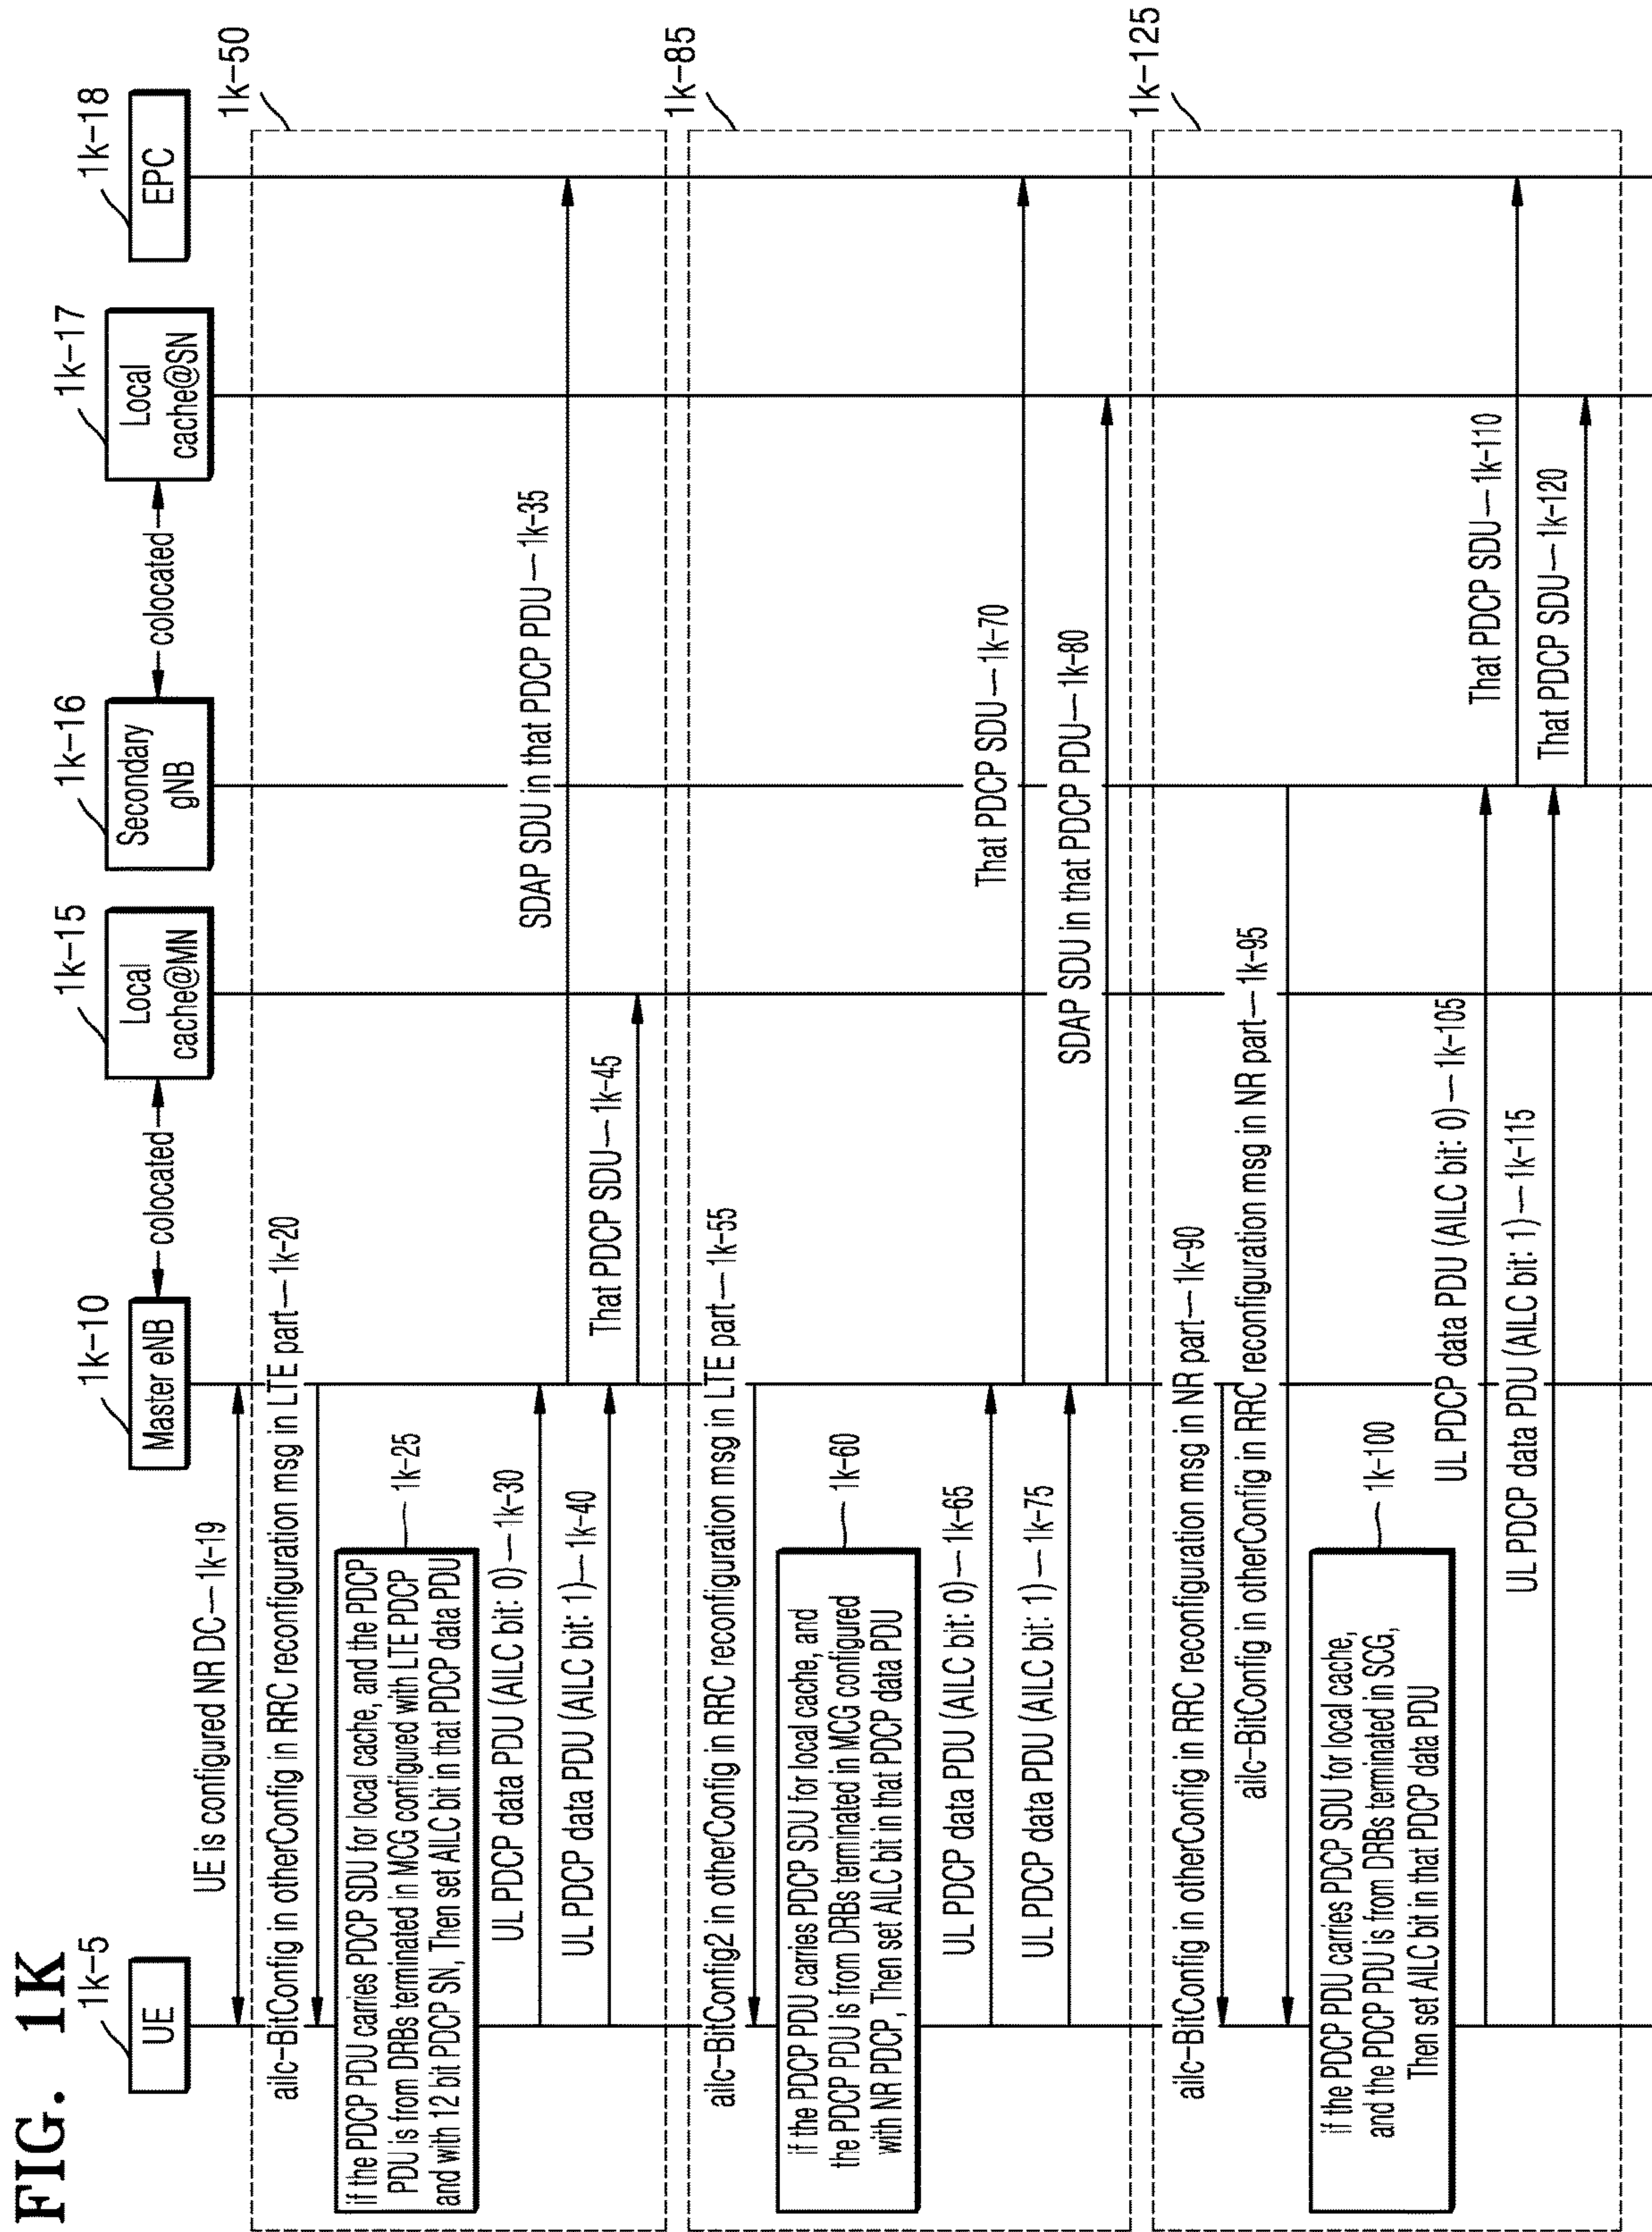 FIG. 1K
1k-5
UE
1k-10
Master eNB
colocated
1k-15
Local
cache@MN
1k-16
Secondary
gNB
colocated
1k-17
Local
cache@SN
1k-18
EPC
UE is configured NR DC 1k-19
1k-50
ailc-BitConfig in otherConfig in RRC reconfiguration msg in LTE part 1k-20
if the PDCP PDU carries PDCP SDU for local cache, and the PDCP
PDU is from DRBs terminated in MCG configured with LTE PDCP
and with 12 bit PDCP SN, Then set AILC bit in that PDCP data PDU
1k-25
UL PDCP data PDU (AILC bit: 0) 1k-30
SDAP SDU in that PDCP PDU 1k-35
UL PDCP data PDU (AILC bit: 1) 1k-40
That PDCP SDU 1k-45
1k-85
ailc-BitConfig2 in otherConfig in RRC reconfiguration msg in LTE part 1k-55
if the PDCP PDU carries PDCP SDU for local cache, and
the PDCP PDU is from DRBs terminated in MCG configured
with NR PDCP, Then set AILC bit in that PDCP data PDU
1k-60
UL PDCP data PDU (AILC bit: 0) 1k-65
That PDCP SDU 1k-70
UL PDCP data PDU (AILC bit: 1) 1k-75
SDAP SDU in that PDCP PDU 1k-80
1k-125
ailc-BitConfig in otherConfig in RRC reconfiguration msg in NR part 1k-90
ailc-BitConfig in otherConfig in RRC reconfiguration msg in NR part 1k-95
if the PDCP PDU carries PDCP SDU for local cache,
and the PDCP PDU is from DRBs terminated in SCG,
Then set AILC bit in that PDCP data PDU
1k-100
UL PDCP data PDU (AILC bit: 0) 1k-105
That PDCP SDU 1k-110
UL PDCP data PDU (AILC bit: 1) 1k-115
That PDCP SDU 1k-120